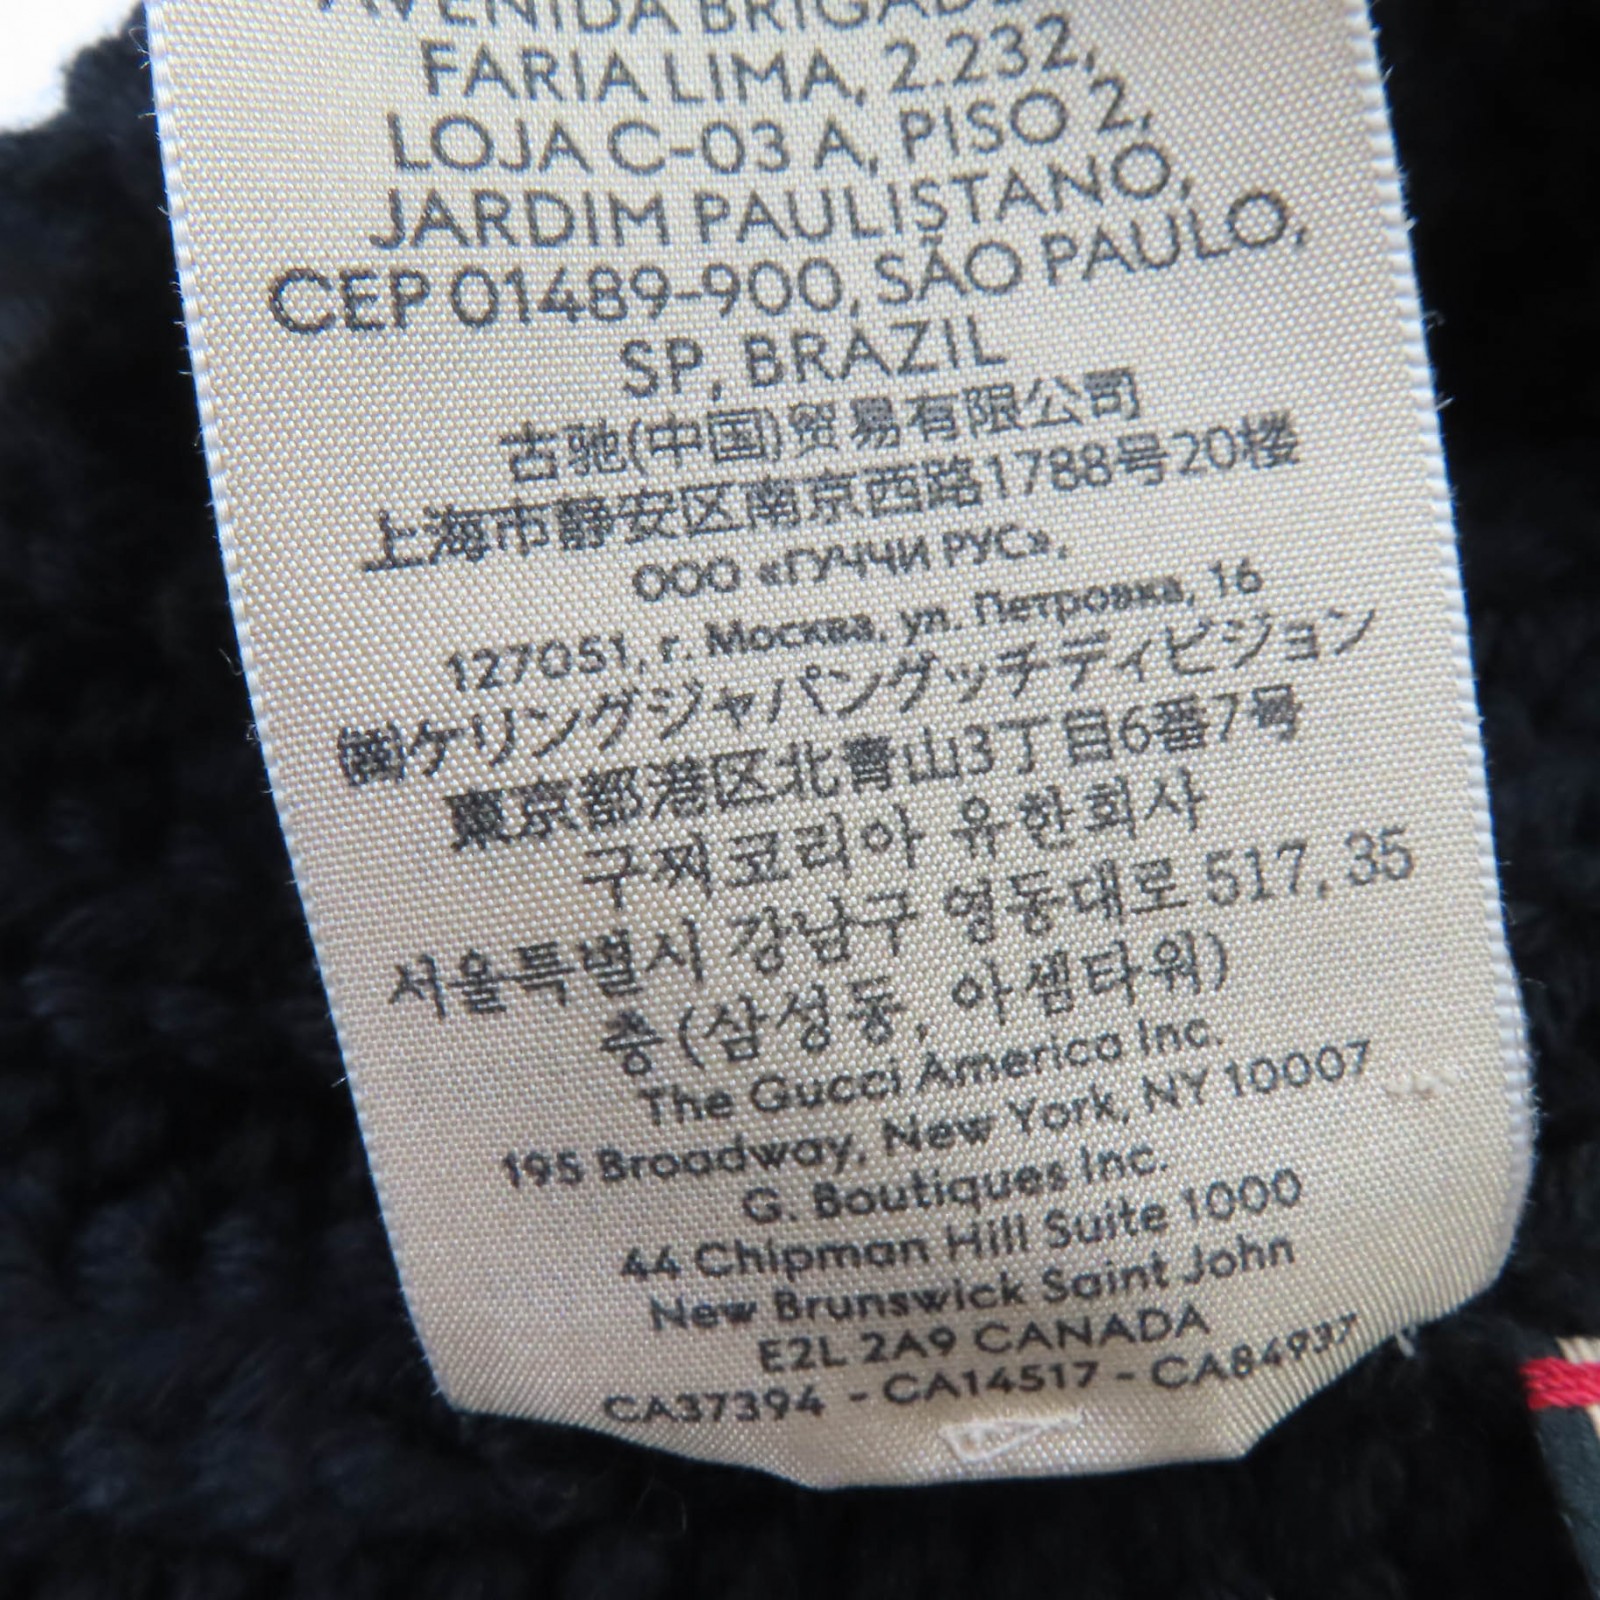 AVENIDA
FARIA LIMA, 2.232,
LOJA C-03 A, PISO 2,
JARDIM PAULISTANO,
CEP 01489-900, SÃO PAULO,
SP, BRAZIL
古驰(中国)贸易有限公司
上海市静安区南京西路1788号20楼
ООО «ГУЧЧИ РУС»,
127051, г. Москва, ул. Петровка, 16
㈱ケリングジャパングッチディビジョン
東京都港区北青山3丁目6番7号
구찌코리아 유한회사
서울특별시 강남구 영동대로 517, 35
층 (삼성동, 아셈타워)
The Gucci America Inc.
195 Broadway, New York, NY 10007
G. Boutiques Inc.
44 Chipman Hill Suite 1000
New Brunswick Saint John
E2L 2A9 CANADA
CA37394 - CA14517 - CA84937